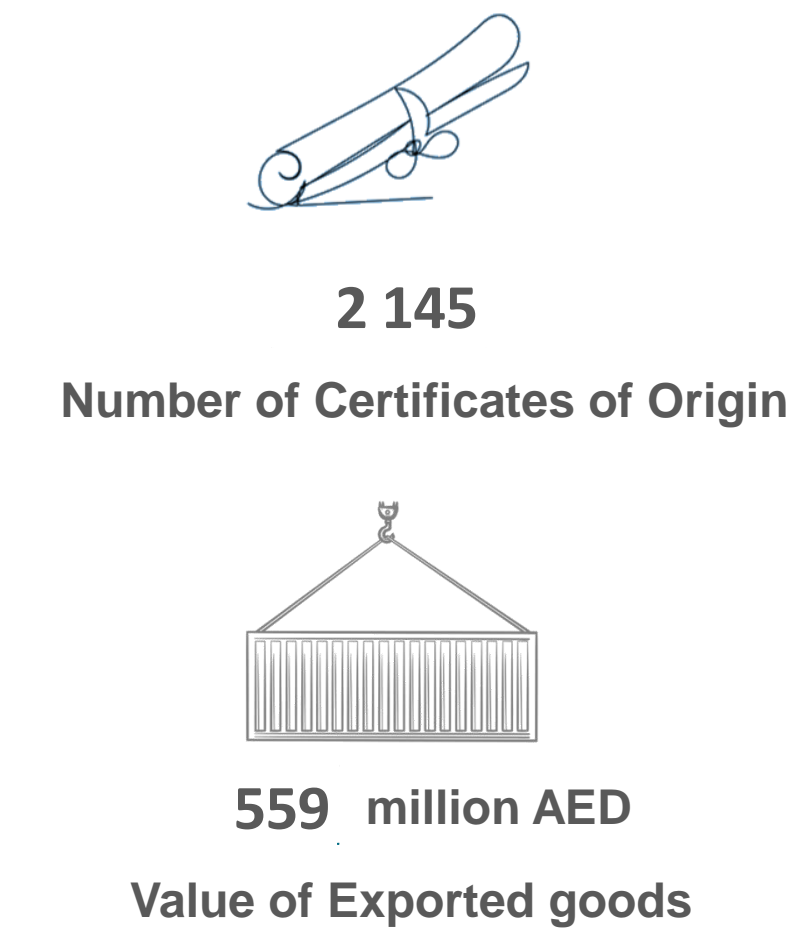 2 145
Number of Certificates of Origin
559 million AED
Value of Exported goods